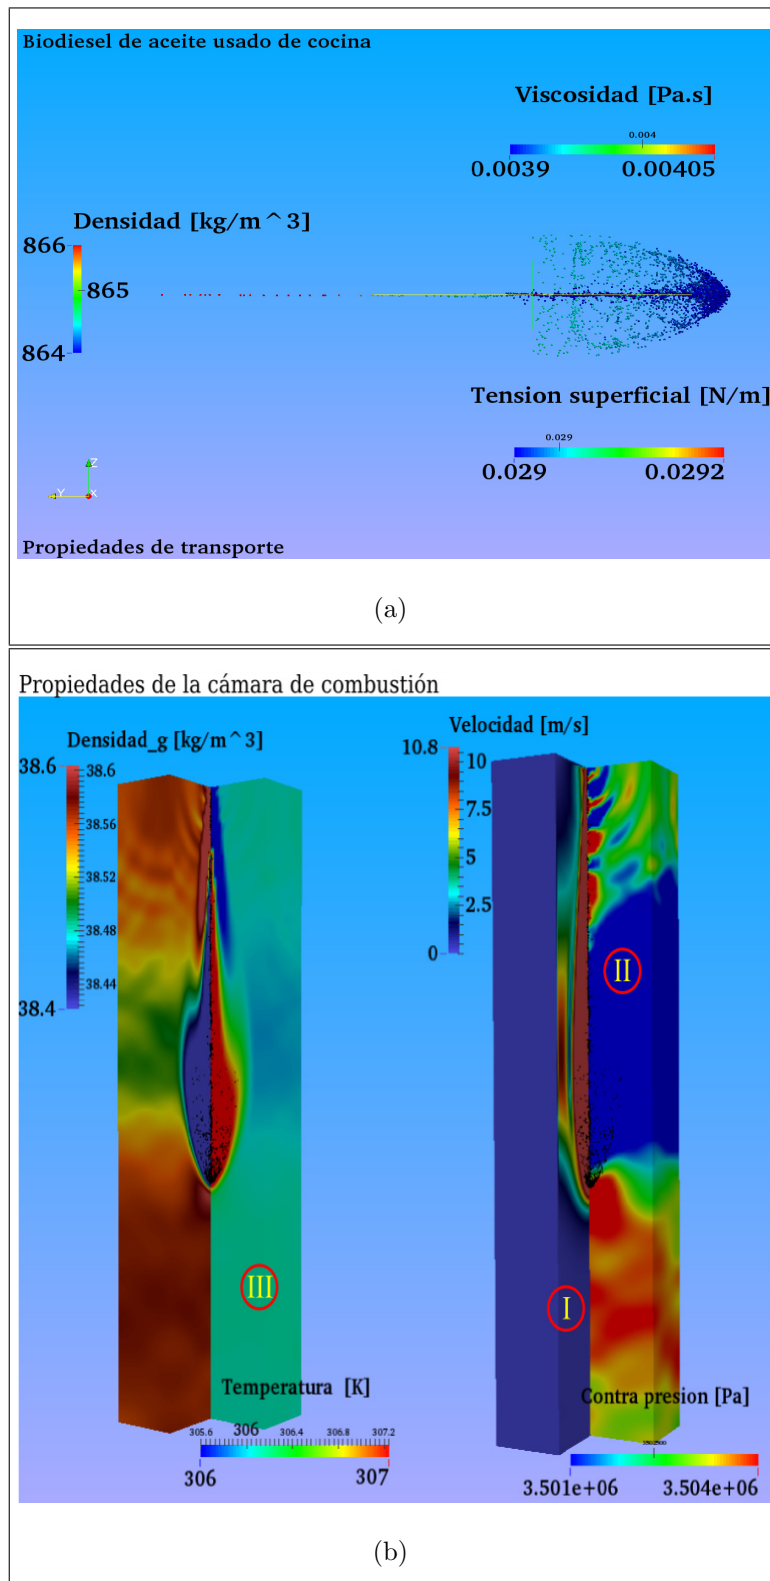 Biodiesel de aceite usado de cocina
Viscosidad [Pa.s]
0.004
0.0039 0.00405
Densidad [kg/m^3]
866
865
864
Tension superficial [N/m]
0.029
0.029 0.0292
Z
Y X
Propiedades de transporte
(a)
Propiedades de la cámara de combustión
Densidad_g [kg/m^3]
38.6 38.6
38.56
38.52
38.48
38.44
38.4
Velocidad [m/s]
10.8 10
7.5
5
2.5
0
II
III
I
Temperatura [K]
305.6 306 306.4 306.8 307.2
306 307
Contra presion [Pa]
3.501e+06 3.504e+06
(b)